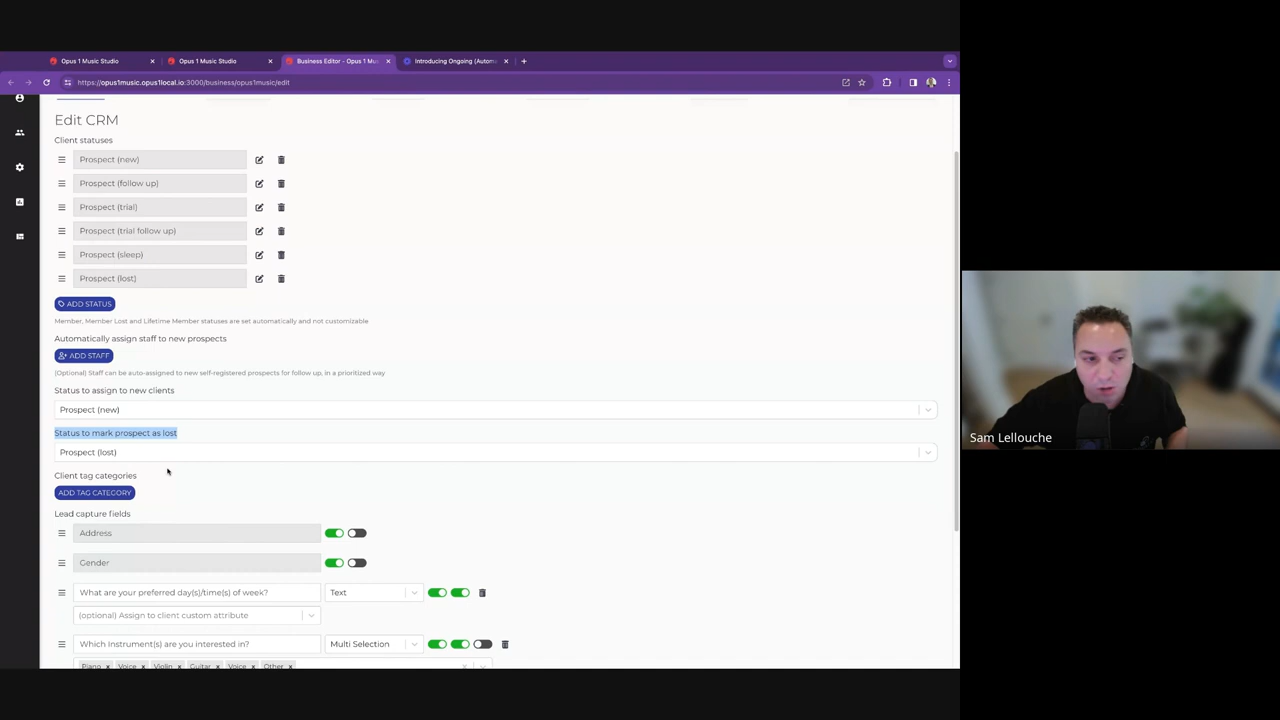 Opus 1 Music Studio
Opus 1 Music Studio
Business Editor - Opus 1 Mus
Introducing Ongoing (Autom
https://opus1music.opus1local.io:3000/business/opus1music/edit
Edit CRM
Client statuses
Prospect (new)
Prospect (follow up)
Prospect (trial)
Prospect (trial follow up)
Prospect (sleep)
Prospect (lost)
ADD STATUS
Member, Member Lost and Lifetime Member statuses are set automatically and not customizable
Automatically assign staff to new prospects
ADD STAFF
(Optional) Staff can be auto-assigned to new self-registered prospects for follow up, in a prioritized way
Status to assign to new clients
Prospect (new)
Status to mark prospect as lost
Prospect (lost)
Client tag categories
ADD TAG CATEGORY
Lead capture fields
Address
Gender
What are your preferred day(s)/time(s) of week?
Text
(optional) Assign to client custom attribute
Which Instrument(s) are you interested in?
Multi Selection
Piano x Voice x Violin x Guitar x Voice x Other x
Sam Lellouche